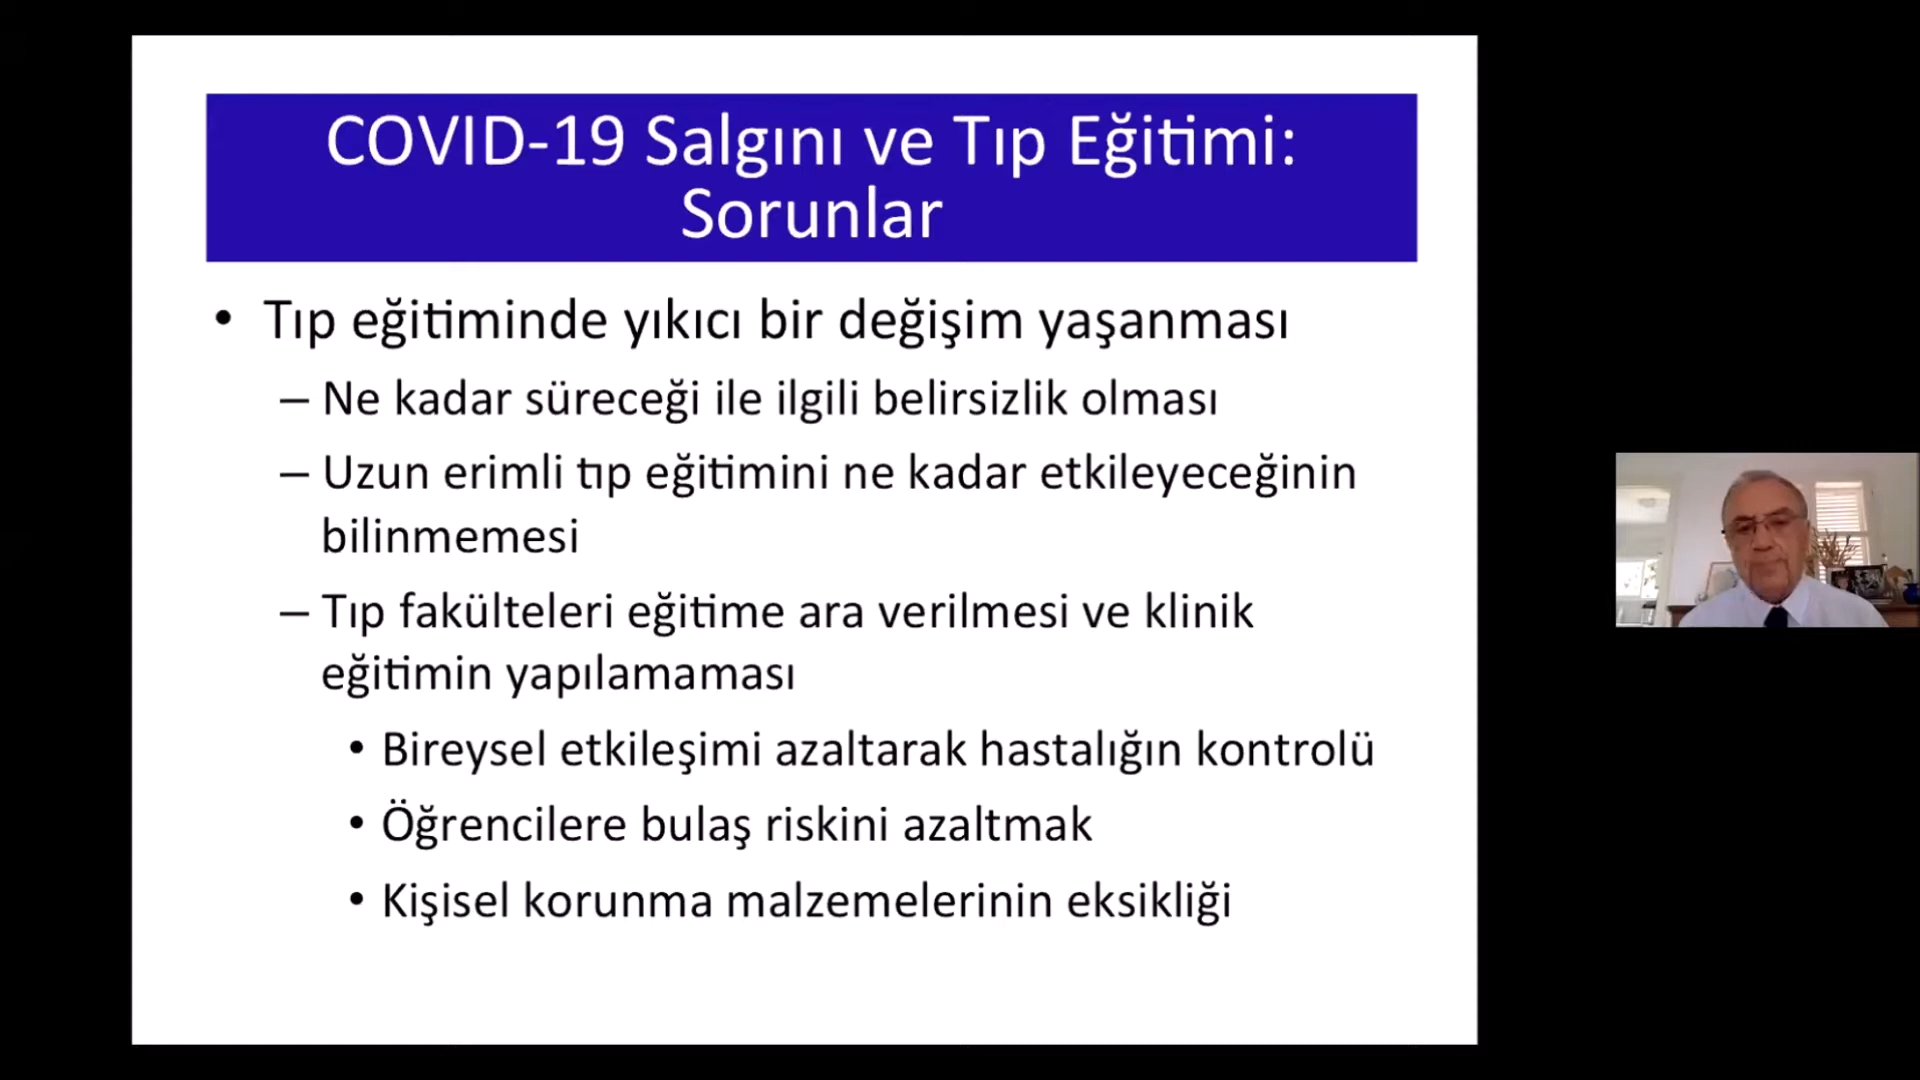 COVID-19 Salgını ve Tıp Eğitimi:
Sorunlar
• Tıp eğitiminde yıkıcı bir değişim yaşanması
– Ne kadar süreceği ile ilgili belirsizlik olması
– Uzun erimli tıp eğitimini ne kadar etkileyeceğinin
bilinmemesi
– Tıp fakülteleri eğitime ara verilmesi ve klinik
eğitimin yapılamaması
• Bireysel etkileşimi azaltarak hastalığın kontrolü
• Öğrencilere bulaş riskini azaltmak
• Kişisel korunma malzemelerinin eksikliği